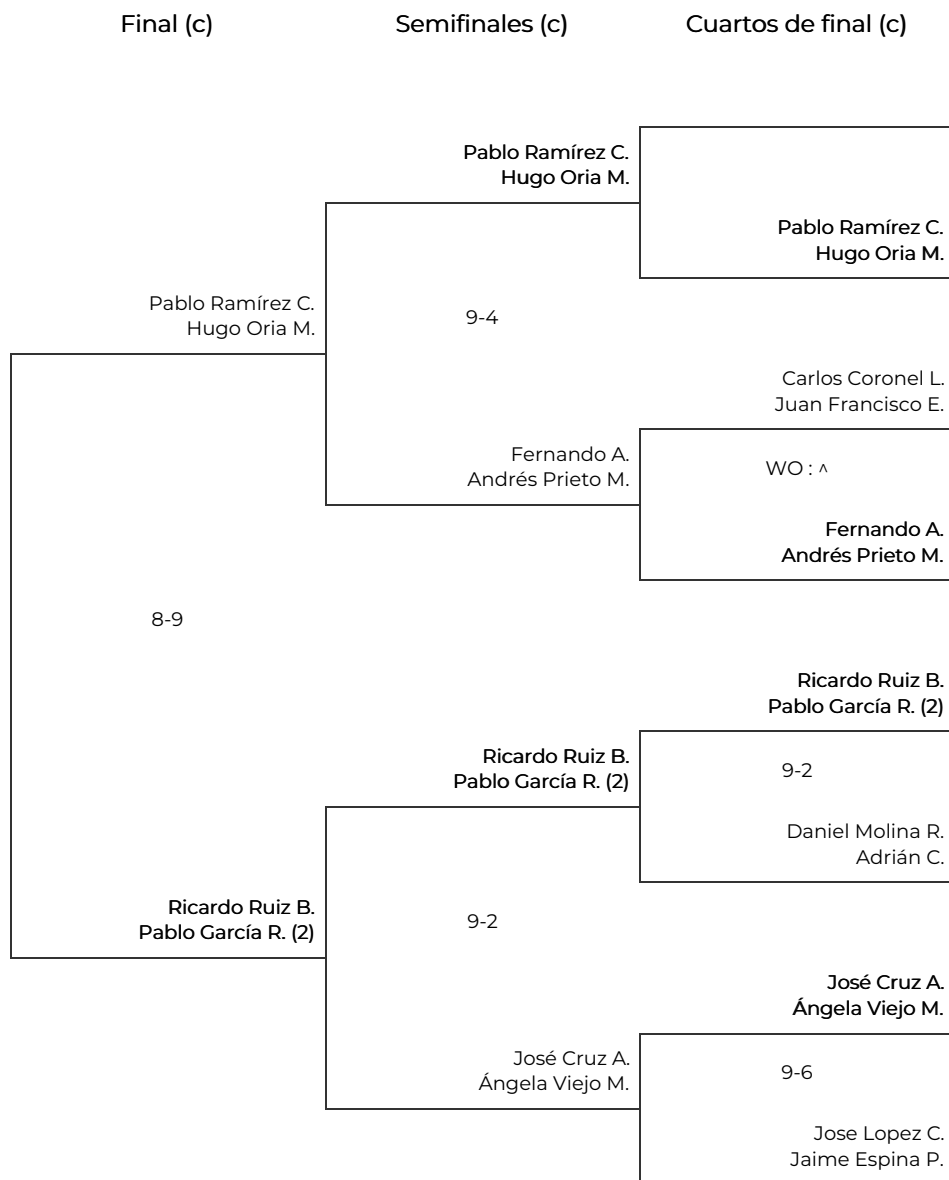 Final (c)
Semifinales (c)
Cuartos de final (c)
Pablo Ramírez C.
Hugo Oria M.
Pablo Ramírez C.
Hugo Oria M.
Pablo Ramírez C.
Hugo Oria M.
9-4
Carlos Coronel L.
Juan Francisco E.
Fernando A.
Andrés Prieto M.
WO : ^
Fernando A.
Andrés Prieto M.
8-9
Ricardo Ruiz B.
Pablo García R. (2)
Ricardo Ruiz B.
Pablo García R. (2)
9-2
Daniel Molina R.
Adrián C.
Ricardo Ruiz B.
Pablo García R. (2)
9-2
José Cruz A.
Ángela Viejo M.
José Cruz A.
Ángela Viejo M.
9-6
Jose Lopez C.
Jaime Espina P.